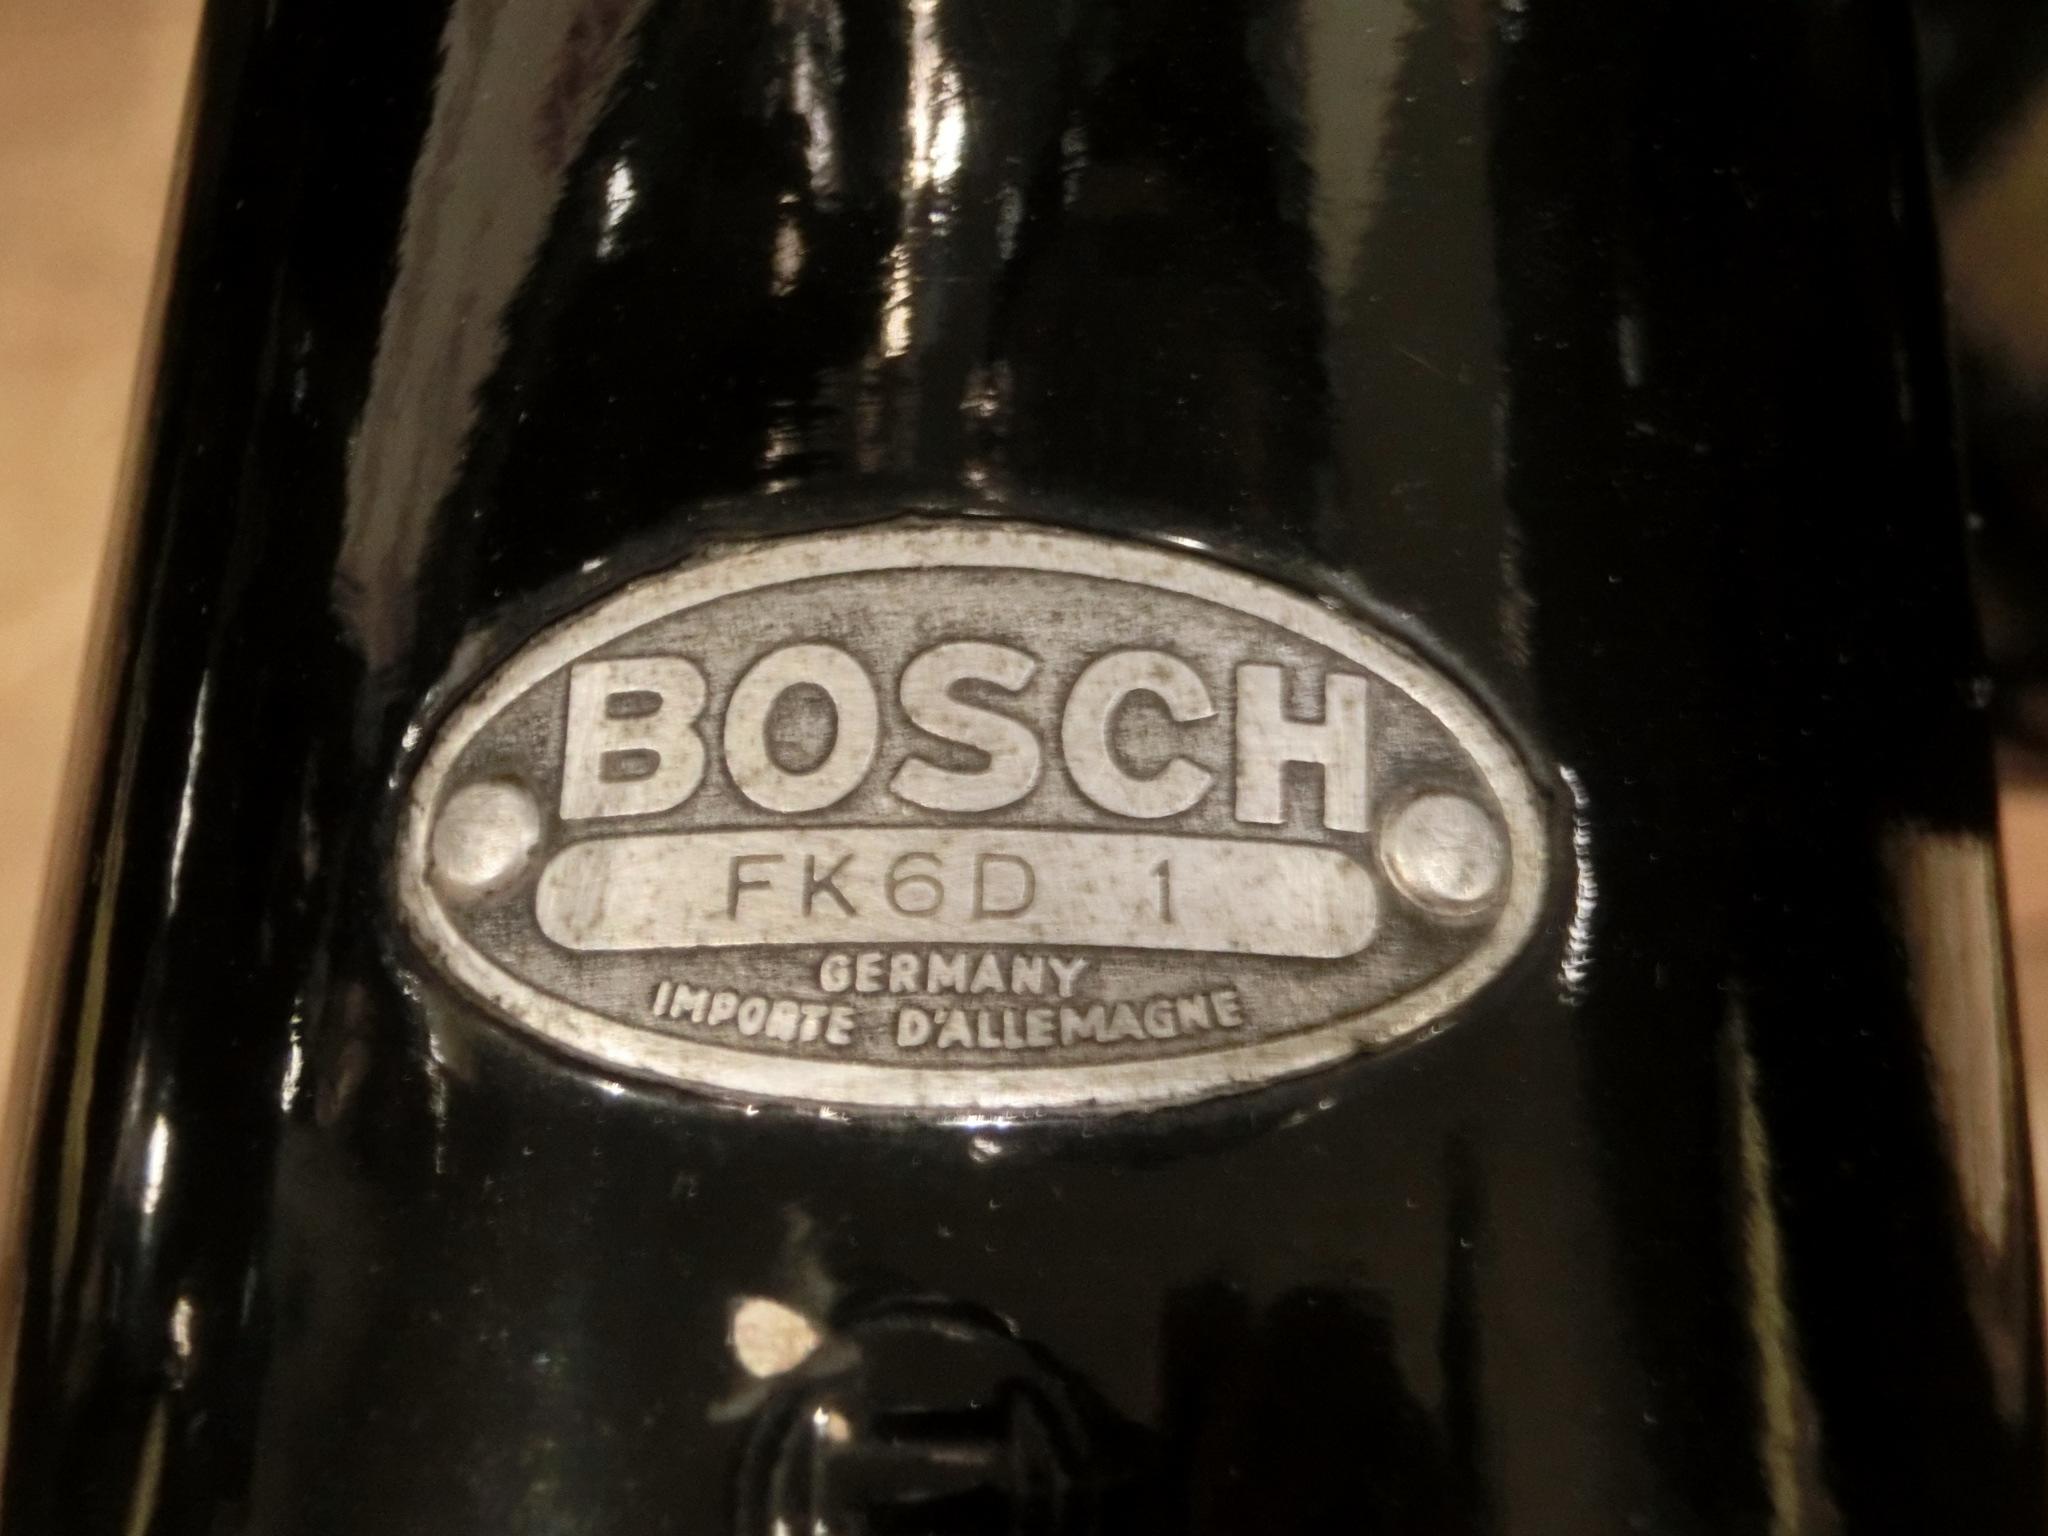 BOSCH
FK6D 1
GERMANY
IMPORTE D'ALLEMAGNE